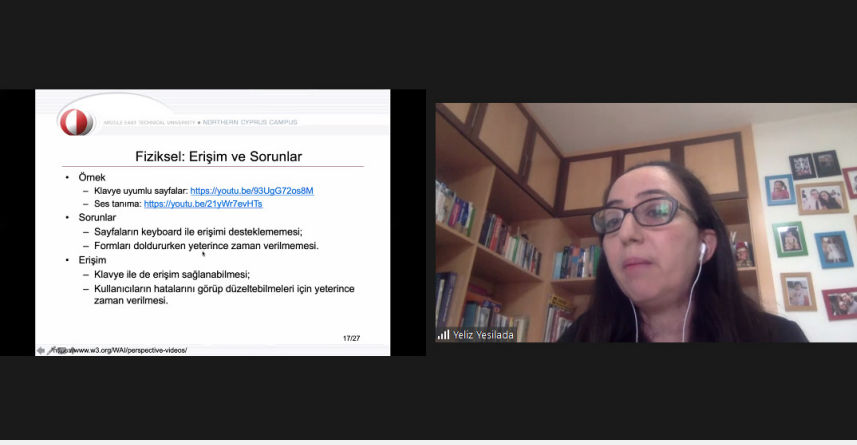 MIDDLE EAST TECHNICAL UNIVERSITY ● NORTHERN CYPRUS CAMPUS
Fiziksel: Erişim ve Sorunlar
• Örnek
– Klavye uyumlu sayfalar: https://youtu.be/93UgG72os8M
– Ses tanıma: https://youtu.be/21yWr7evHTs
• Sorunlar
– Sayfaların keyboard ile erişimi desteklememesi;
– Formları doldururken yeterince zaman verilmemesi.
• Erişim
– Klavye ile de erişim sağlanabilmesi;
– Kullanıcıların hatalarını görüp düzeltebilmeleri için yeterince
zaman verilmesi.
17/27
www.w3.org/WAI/perspective-videos/
Yeliz Yesilada